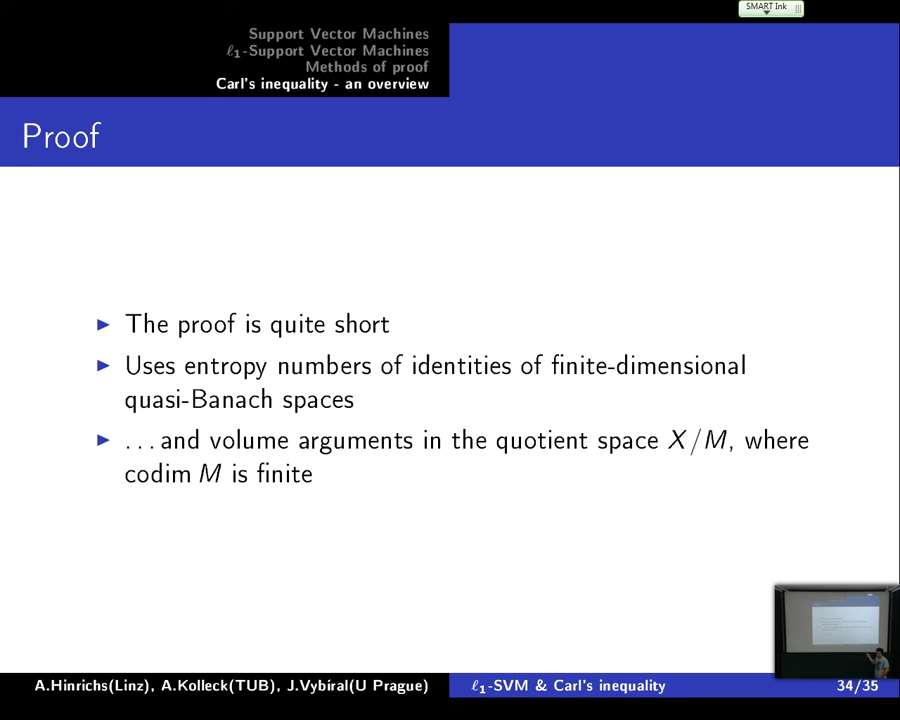 SMART Ink
Support Vector Machines
ℓ1-Support Vector Machines
Methods of proof
Carl's inequality - an overview
Proof
▶ The proof is quite short
▶ Uses entropy numbers of identities of finite-dimensional
quasi-Banach spaces
▶ ...and volume arguments in the quotient space X/M, where
codim M is finite
A.Hinrichs(Linz), A.Kolleck(TUB), J.Vybíral(U Prague)
ℓ1-SVM & Carl's inequality
34/35